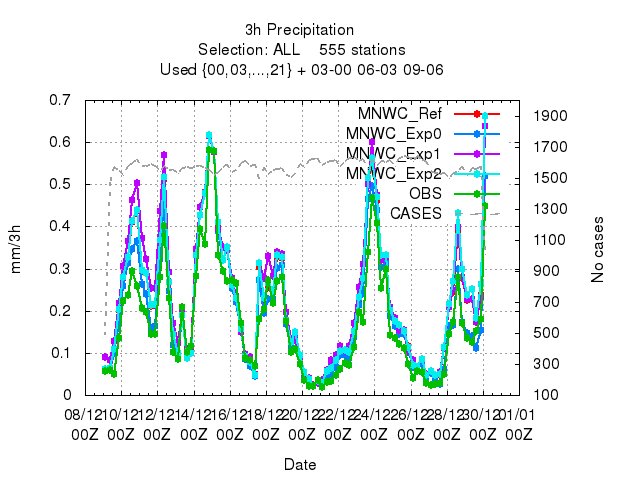 3h Precipitation
Selection: ALL    555 stations
Used {00,03,...,21} + 03-00 06-03 09-06
0.7
0.6
0.5
0.4
0.3
0.2
0.1
0
mm/3h
MNWC_Ref
MNWC_Exp0
MNWC_Exp1
MNWC_Exp2
OBS
CASES
1900
1700
1500
1300
1100
900
700
500
300
100
No cases
08/12 10/12 12/12 14/12 16/12 18/12 20/12 22/12 24/12 26/12 28/12 30/12 01/01
00Z 00Z 00Z 00Z 00Z 00Z 00Z 00Z 00Z 00Z 00Z 00Z 00Z
Date